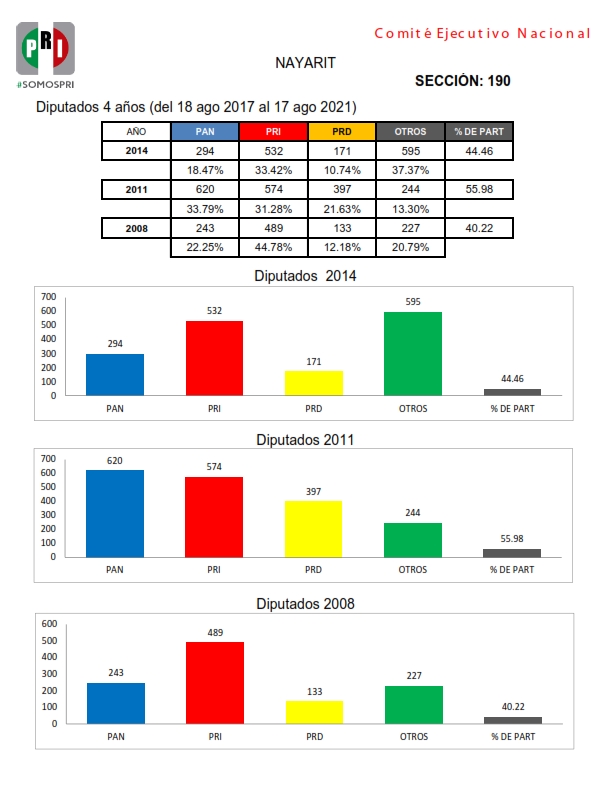 Comité Ejecutivo Nacional
PRI
#SOMOSPRI
NAYARIT
SECCIÓN: 190
Diputados 4 años (del 18 ago 2017 al 17 ago 2021)
AÑO PAN PRI PRD OTROS % DE PART
2014 294 532 171 595 44.46
18.47% 33.42% 10.74% 37.37%
2011 620 574 397 244 55.98
33.79% 31.28% 21.63% 13.30%
2008 243 489 133 227 40.22
22.25% 44.78% 12.18% 20.79%
Diputados 2014
700
600
500
400
300
200
100
0
294
532
171
595
44.46
PAN PRI PRD OTROS % DE PART
Diputados 2011
700
600
500
400
300
200
100
0
620
574
397
244
55.98
PAN PRI PRD OTROS % DE PART
Diputados 2008
600
500
400
300
200
100
0
243
489
133
227
40.22
PAN PRI PRD OTROS % DE PART